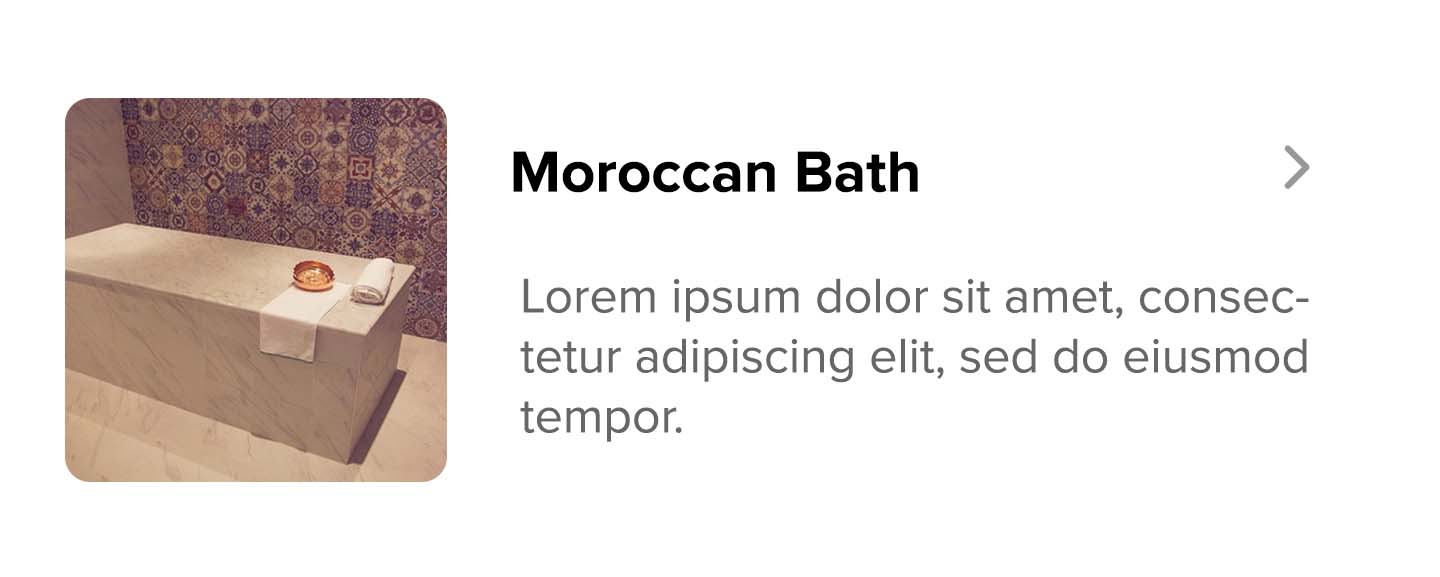 Moroccan Bath
Lorem ipsum dolor sit amet, consec-
tetur adipiscing elit, sed do eiusmod
tempor.